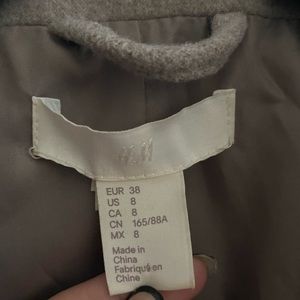 H&M
EUR 38
US 8
CA 8
CN 165/88A
MX 8
Made in
China
Fabriqué en
Chine